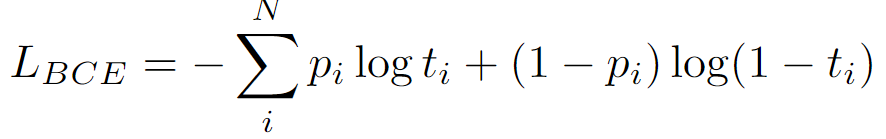 L_{BCE} = - \sum_{i}^{N} p_i \log t_i + (1 - p_i) \log(1 - t_i)